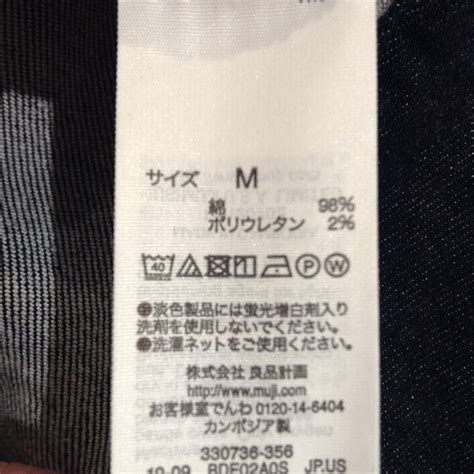 サイズ M
綿 98%
ポリウレタン 2%
40 P W
●淡色製品には蛍光増白剤入り
洗剤を使用しないでください。
●洗濯ネットをご使用ください。
株式会社 良品計画
http://www.muji.com
お客様室でんわ 0120-14-6404
カンボジア製
330736-356
10-09 BDE02A0S JP.US